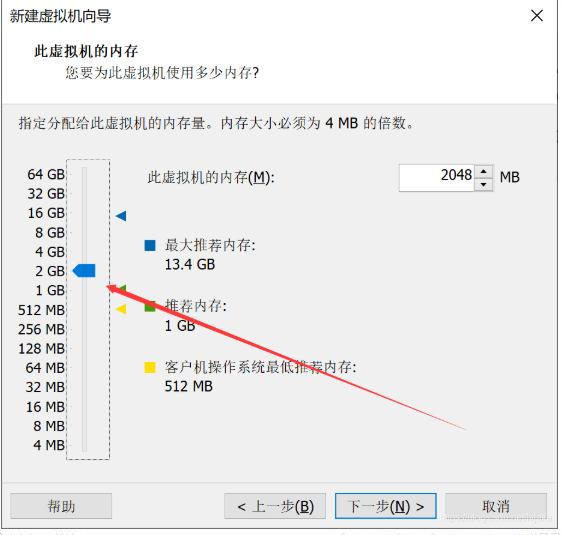 新建虚拟机向导
此虚拟机的内存
您要为此虚拟机使用多少内存?
指定分配给此虚拟机的内存量。内存大小必须为 4 MB 的倍数。
64 GB
32 GB
16 GB
8 GB
4 GB
2 GB
1 GB
512 MB
256 MB
128 MB
64 MB
32 MB
16 MB
8 MB
4 MB
此虚拟机的内存(M):
2048 MB
最大推荐内存:
13.4 GB
推荐内存:
1 GB
客户机操作系统最低推荐内存:
512 MB
帮助
< 上一步(B)
下一步(N) >
取消